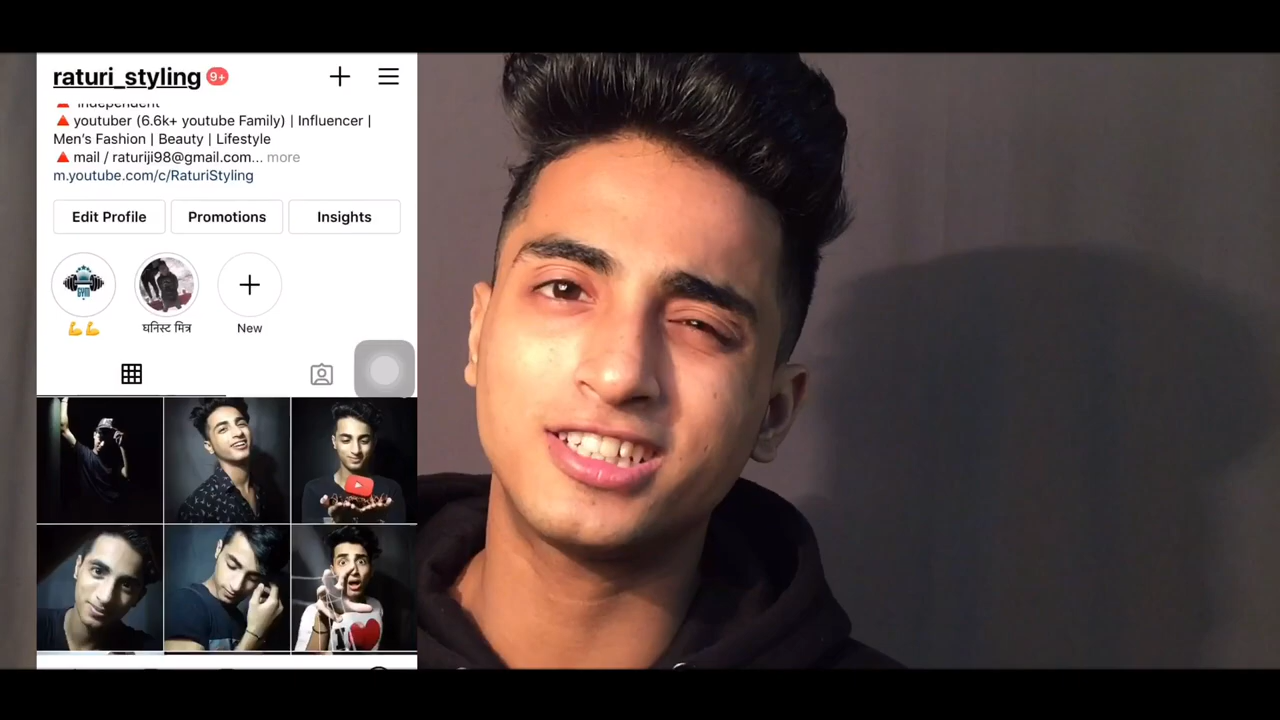 raturi_styling 9+
🔺 independent
🔺 youtuber (6.6k+ youtube Family) | Influencer |
Men's Fashion | Beauty | Lifestyle
🔺 mail / raturiji98@gmail.com... more
m.youtube.com/c/RaturiStyling
Edit Profile Promotions Insights
GYM
💪💪 घनिस्ट मित्र New